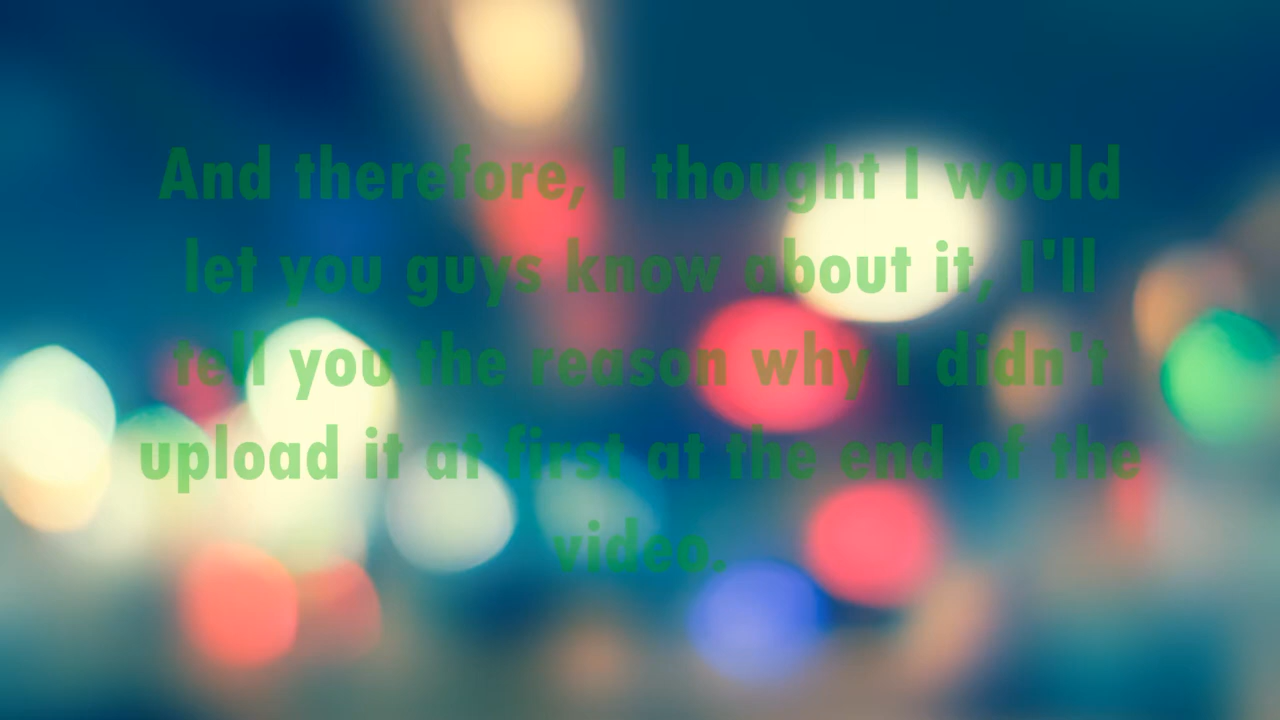 And therefore, I thought I would
let you guys know about it, I'll
tell you the reason why I didn't
upload it at first at the end of the
video.